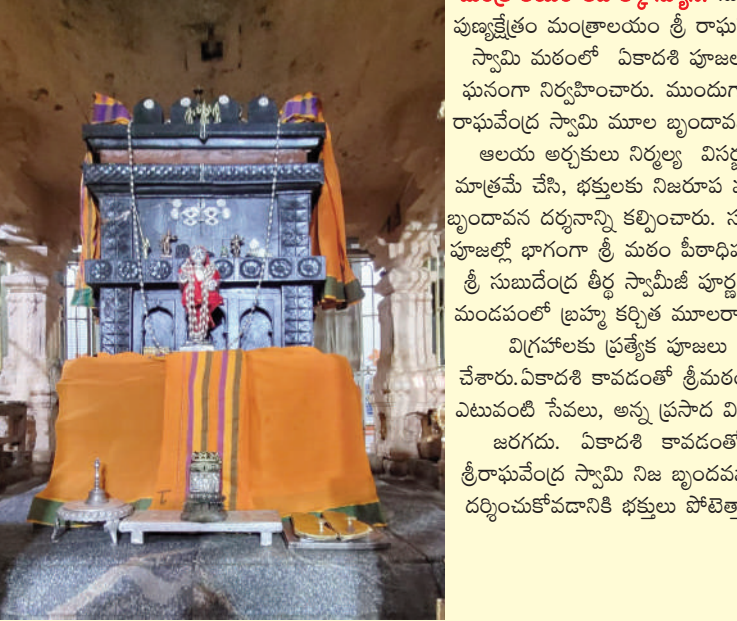 పుణ్యక్షేత్రం మంత్రాలయం శ్రీ రాఘ
స్వామి మఠంలో ఏకాదశి పూజల
ఘనంగా నిర్వహించారు. ముందుగ
రాఘవేంద్ర స్వామి మూల బృందావ
ఆలయ అర్చకులు నిర్మల్య విసర్
మాత్రమే చేసి, భక్తులకు నిజరూప
బృందావన దర్శనాన్ని కల్పించారు. స
పూజల్లో భాగంగా శ్రీ మఠం పీఠాధిప
శ్రీ సుబుదేంద్ర తీర్థ స్వామీజీ పూర్ణ
మండపంలో బ్రహ్మ కర్చిత మూలరా
విగ్రహాలకు ప్రత్యేక పూజలు
చేశారు.ఏకాదశి కావడంతో శ్రీమఠం
ఎటువంటి సేవలు, అన్న ప్రసాద వి
జరగదు. ఏకాదశి కావడంతో
శ్రీరాఘవేంద్ర స్వామి నిజ బృందవన
దర్శించుకోవడానికి భక్తులు పోటెత్తా